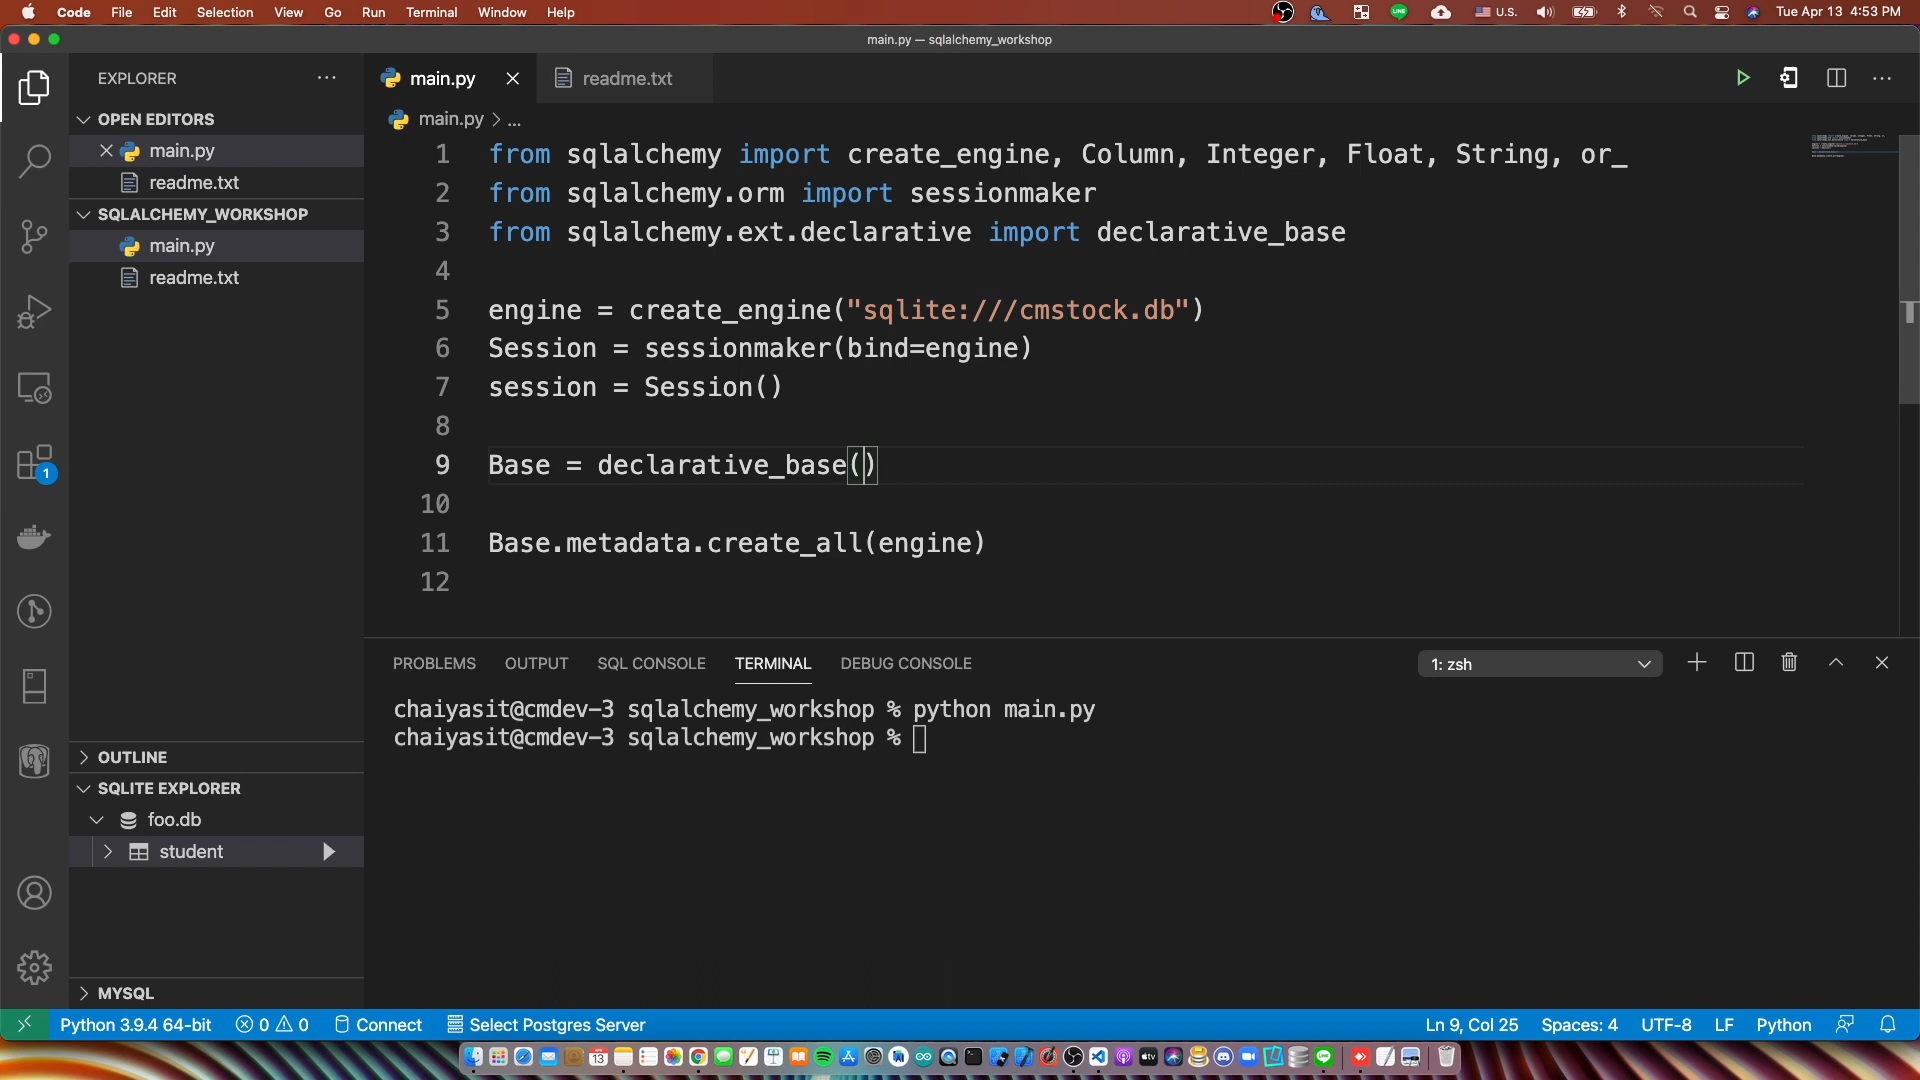 Code File Edit Selection View Go Run Terminal Window Help U.S. Tue Apr 13 4:53 PM
main.py — sqlalchemy_workshop
EXPLORER
main.py
readme.txt
OPEN EDITORS
main.py
readme.txt
SQLALCHEMY_WORKSHOP
main.py
readme.txt
main.py > ...
1 from sqlalchemy import create_engine, Column, Integer, Float, String, or_
2 from sqlalchemy.orm import sessionmaker
3 from sqlalchemy.ext.declarative import declarative_base
4
5 engine = create_engine("sqlite:///cmstock.db")
6 Session = sessionmaker(bind=engine)
7 session = Session()
8
9 Base = declarative_base()
10
11 Base.metadata.create_all(engine)
12
PROBLEMS OUTPUT SQL CONSOLE TERMINAL DEBUG CONSOLE 1: zsh
chaiyasit@cmdev-3 sqlalchemy_workshop % python main.py
chaiyasit@cmdev-3 sqlalchemy_workshop %
1
OUTLINE
SQLITE EXPLORER
foo.db
student
MYSQL
Python 3.9.4 64-bit 0 0 Connect Select Postgres Server Ln 9, Col 25 Spaces: 4 UTF-8 LF Python
13